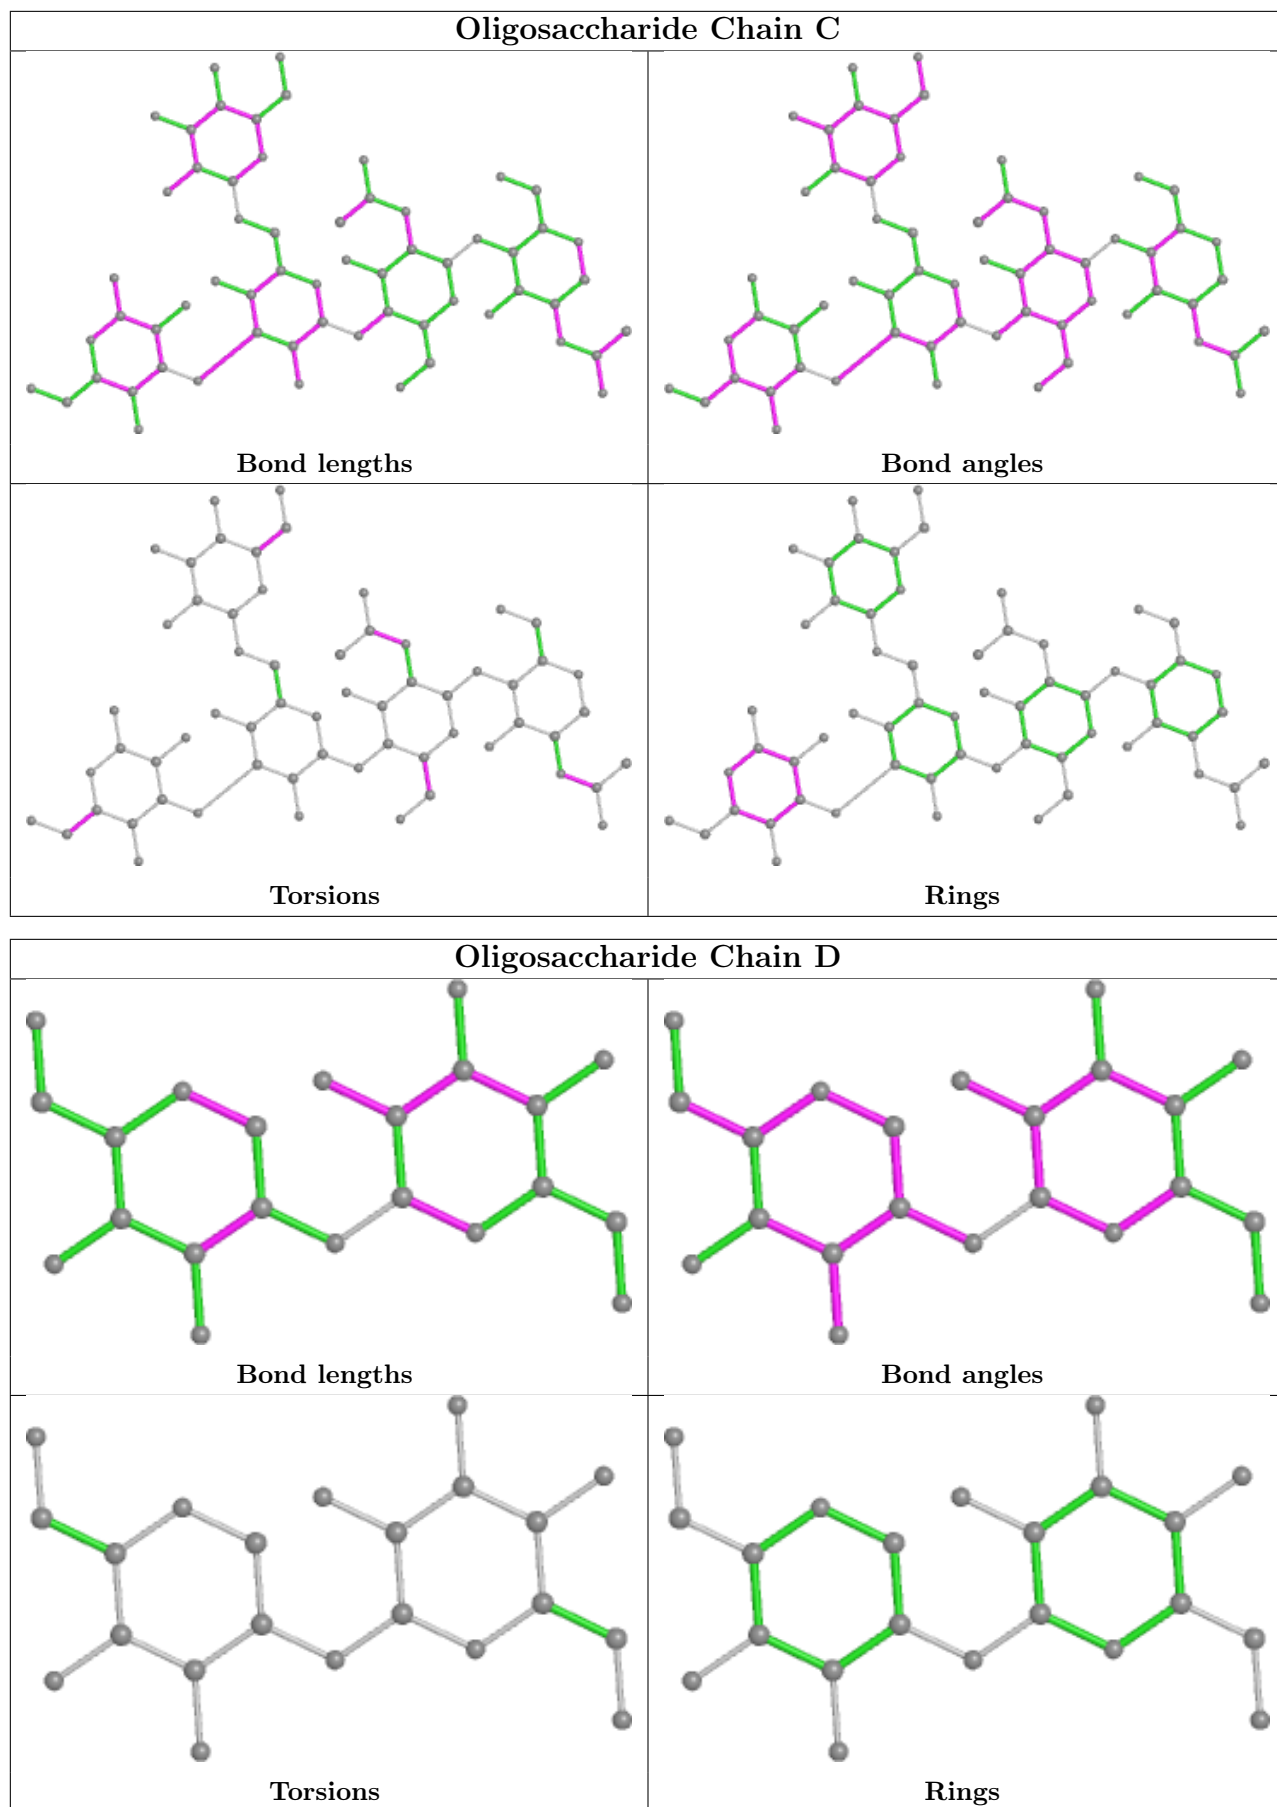 Oligosaccharide Chain C
Bond lengths
Bond angles
Torsions
Rings
Oligosaccharide Chain D
Bond lengths
Bond angles
Torsions
Rings